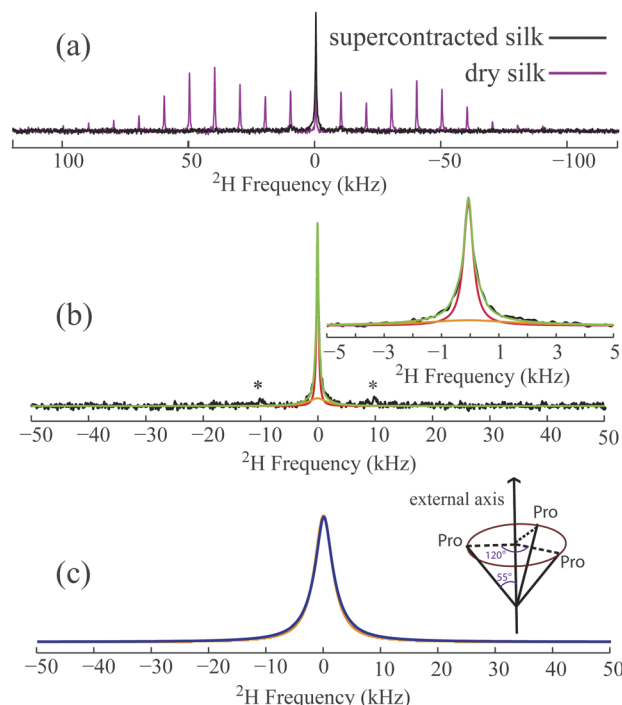 (a)
supercontracted silk
dry silk
100 50 0 −50 −100
²H Frequency (kHz)
(b)
* *
−5 −3 −1 1 3 5
²H Frequency (kHz)
−50 −40 −30 −20 −10 0 10 26 30 40 50
²H Frequency (kHz)
(c)
external axis
Pro
Pro
Pro
120°
55°
−50 −40 −30 −20 −10 0 10 20 30 40 50
²H Frequency (kHz)